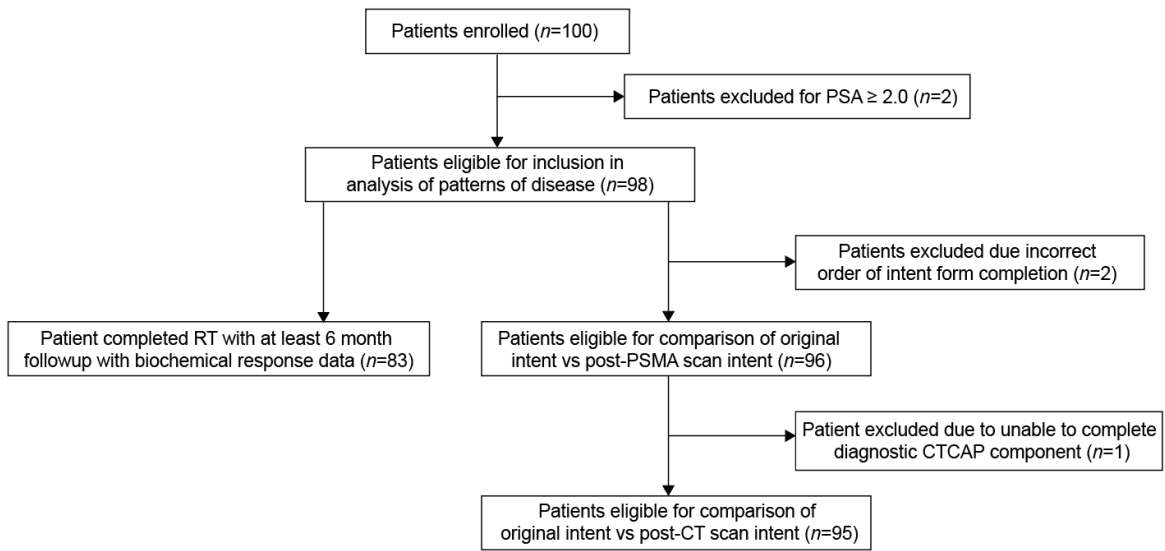 Patients enrolled (n=100)
Patients excluded for PSA ≥ 2.0 (n=2)
Patients eligible for inclusion in
analysis of patterns of disease (n=98)
Patients excluded due incorrect
order of intent form completion (n=2)
Patient completed RT with at least 6 month
followup with biochemical response data (n=83)
Patients eligible for comparison of original
intent vs post-PSMA scan intent (n=96)
Patient excluded due to unable to complete
diagnostic CTCAP component (n=1)
Patients eligible for comparison of
original intent vs post-CT scan intent (n=95)